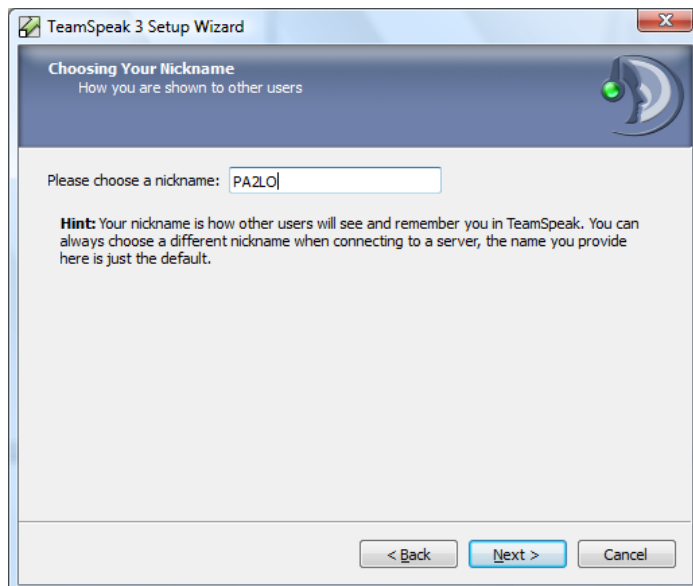 TeamSpeak 3 Setup Wizard
Choosing Your Nickname
How you are shown to other users
Please choose a nickname: PA2LO
Hint: Your nickname is how other users will see and remember you in TeamSpeak. You can
always choose a different nickname when connecting to a server, the name you provide
here is just the default.
< Back Next > Cancel